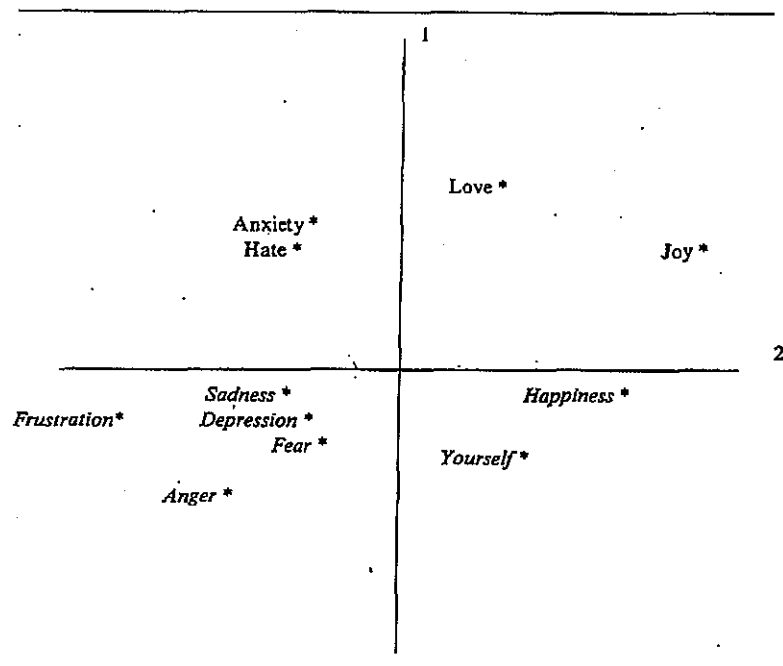 1
Love *
Anxiety *
Hate *
Joy *
2
Sadness *
Happiness *
Frustration*
Depression *
Fear *
Yourself *
Anger *